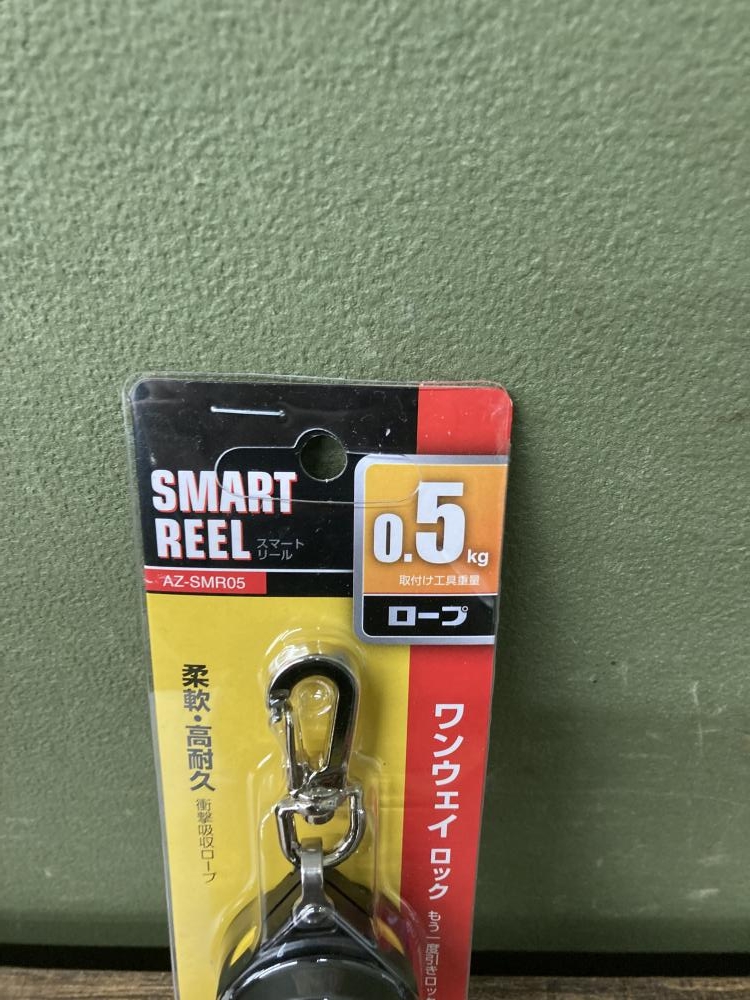 SMART
REEL
スマート
リール
AZ-SMR05
0.5kg
取付け工具重量
ロープ
柔軟・高耐久
衝撃吸収ロープ
ワンウェイロック
もう一度引きロック